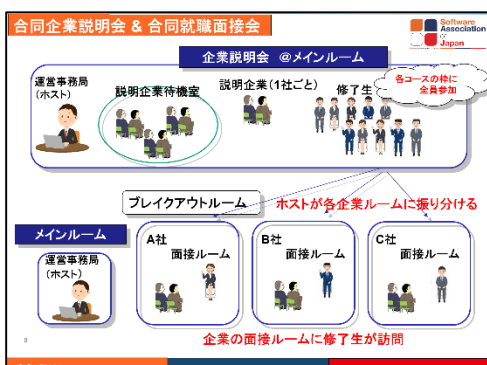 合同企業説明会 & 合同就職面接会
Software
Association
of
Japan
企業説明会 @メインルーム
運営事務局
(ホスト)
説明企業待機室
説明企業(1社ごと)
修了生
各コースの枠に
全員参加
ブレイクアウトルーム
ホストが各企業ルームに振り分ける
メインルーム
運営事務局
(ホスト)
A社
面接ルーム
B社
面接ルーム
C社
面接ルーム
企業の面接ルームに修了生が訪問